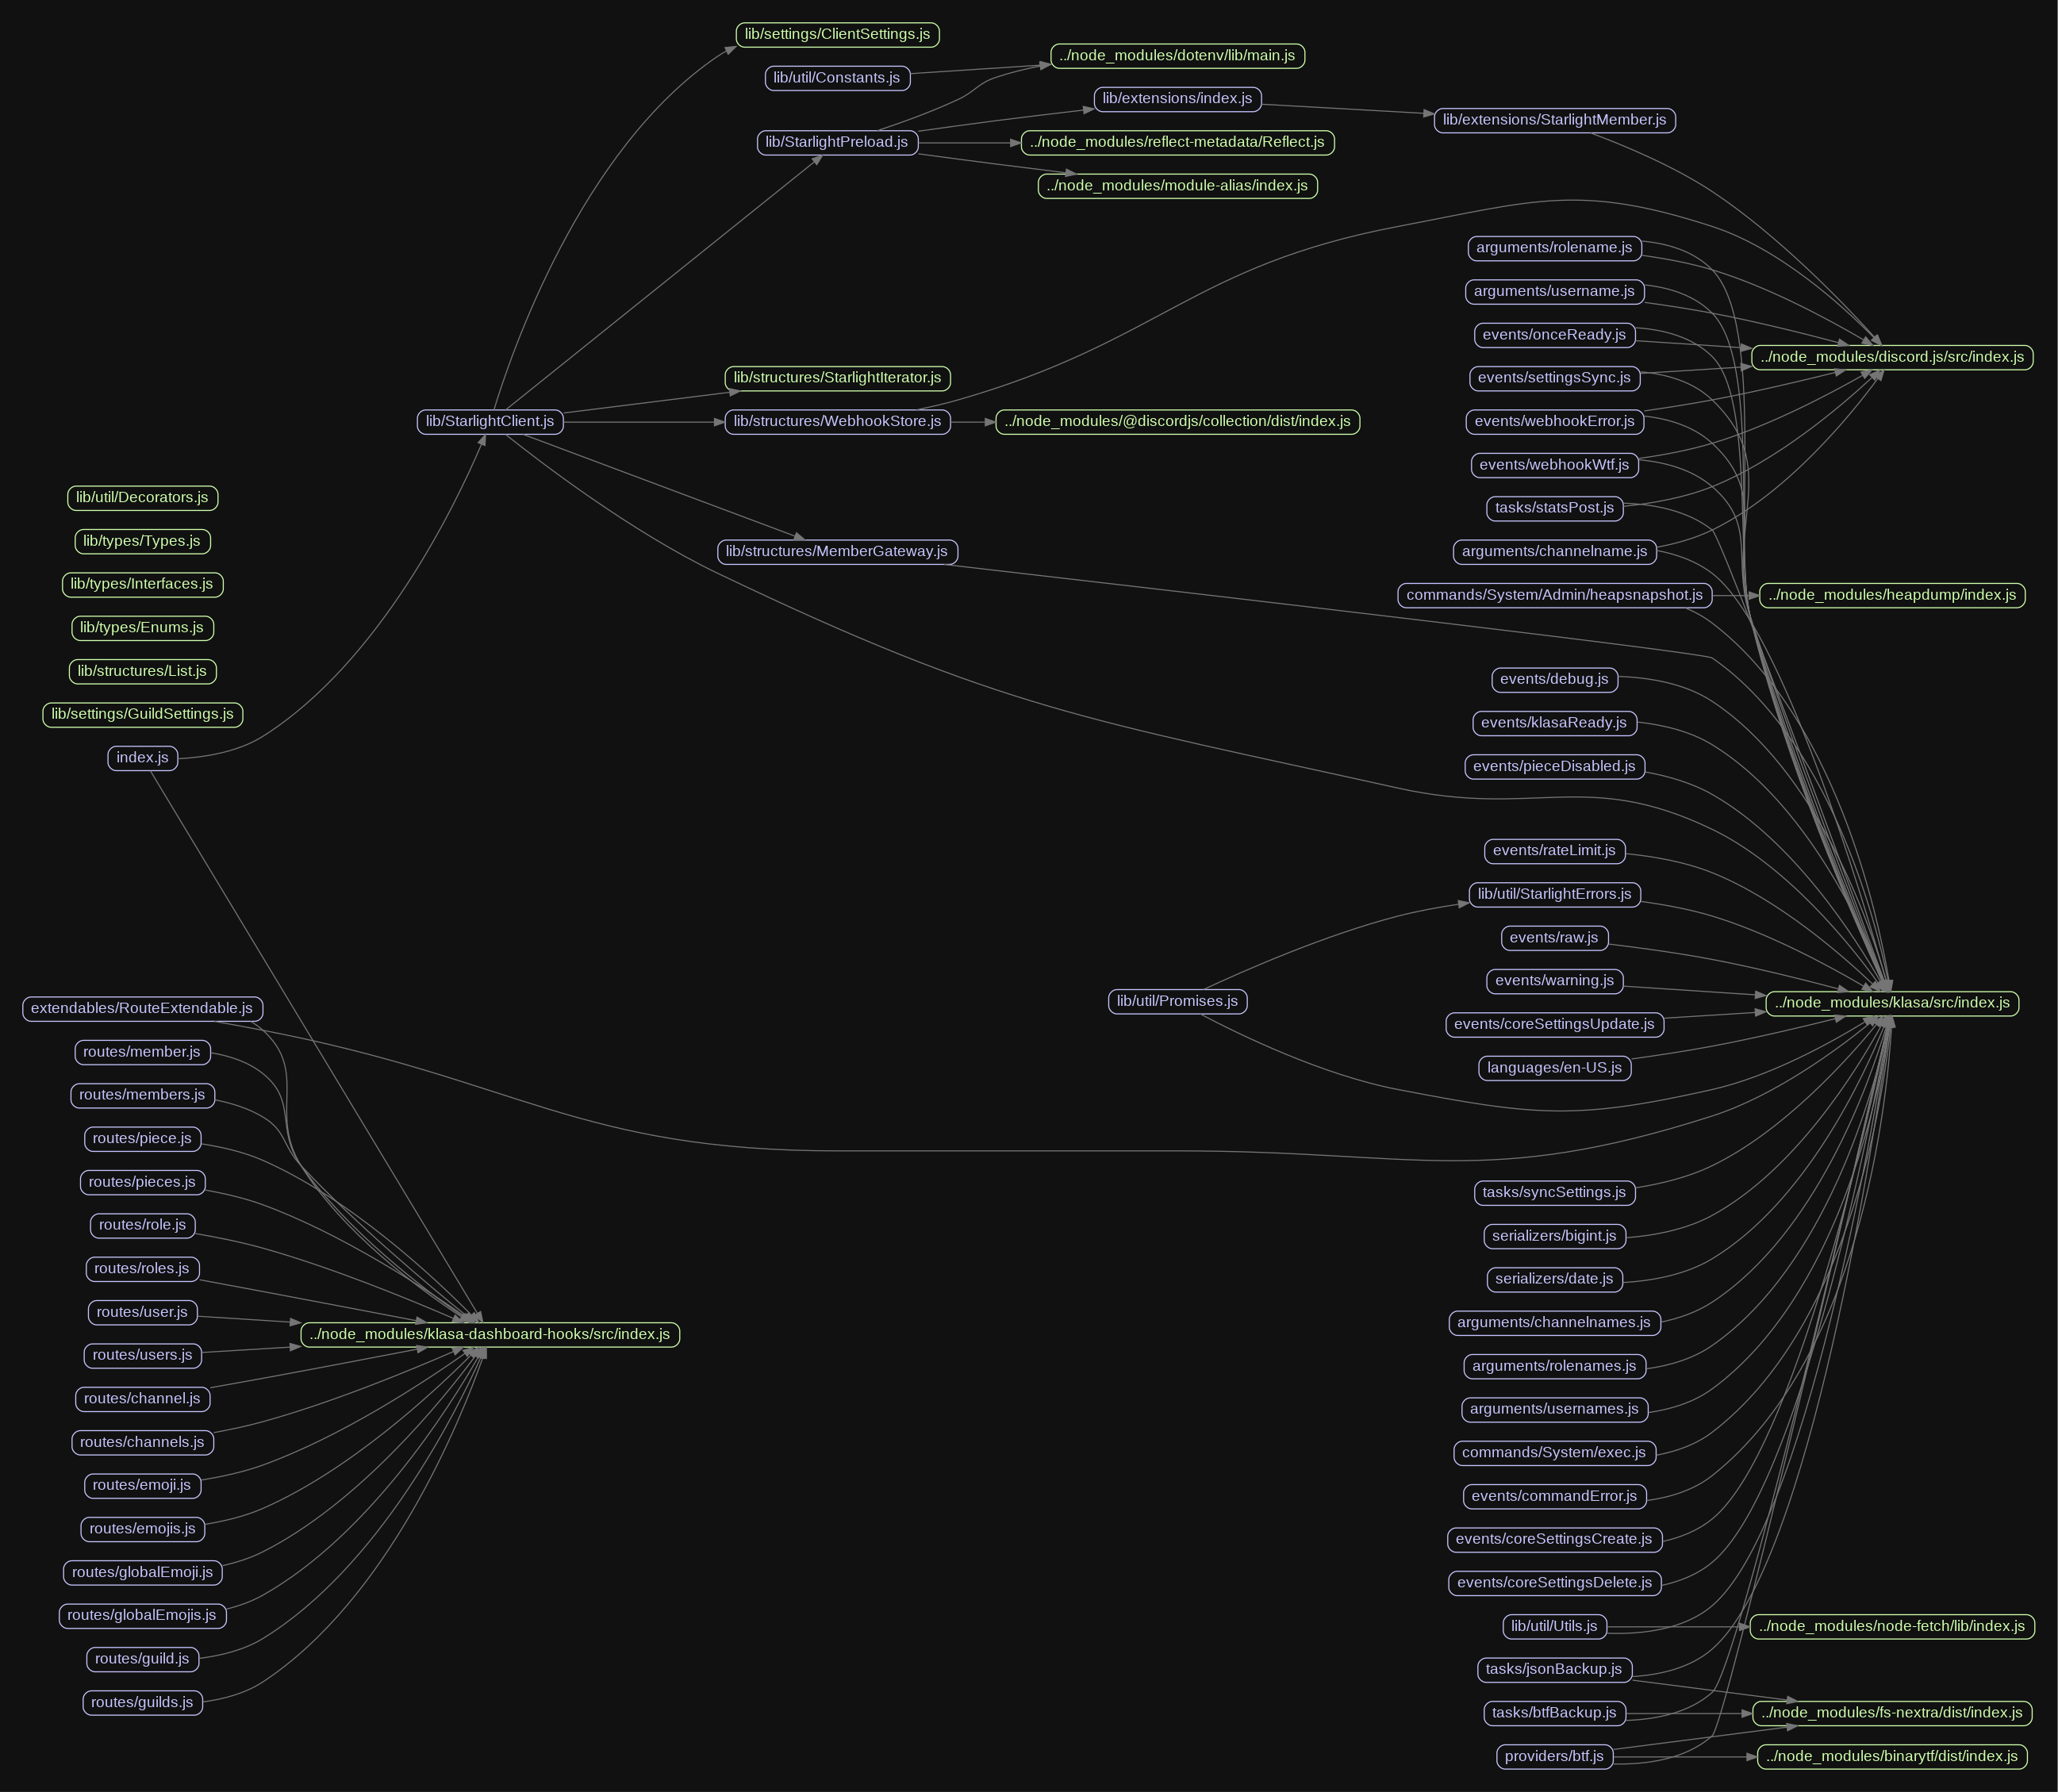 lib/settings/ClientSettings.js
../node_modules/dotenv/lib/main.js
lib/util/Constants.js
lib/extensions/index.js
lib/extensions/StarlightMember.js
lib/StarlightPreload.js
../node_modules/reflect-metadata/Reflect.js
../node_modules/module-alias/index.js
arguments/rolename.js
arguments/username.js
events/onceReady.js
../node_modules/discord.js/src/index.js
lib/structures/StarlightIterator.js
events/settingsSync.js
lib/StarlightClient.js
lib/structures/WebhookStore.js
../node_modules/@discordjs/collection/dist/index.js
events/webhookError.js
events/webhookWtf.js
lib/util/Decorators.js
tasks/statsPost.js
lib/types/Types.js
lib/structures/MemberGateway.js
arguments/channelname.js
lib/types/Interfaces.js
commands/System/Admin/heapsnapshot.js
../node_modules/heapdump/index.js
lib/types/Enums.js
lib/structures/List.js
events/debug.js
lib/settings/GuildSettings.js
events/klasaReady.js
index.js
events/pieceDisabled.js
events/rateLimit.js
lib/util/StarlightErrors.js
events/raw.js
events/warning.js
extendables/RouteExtendable.js
lib/util/Promises.js
../node_modules/klasa/src/index.js
events/coreSettingsUpdate.js
routes/member.js
languages/en-US.js
routes/members.js
routes/piece.js
routes/pieces.js
tasks/syncSettings.js
routes/role.js
serializers/bigint.js
routes/roles.js
serializers/date.js
routes/user.js
arguments/channelnames.js
../node_modules/klasa-dashboard-hooks/src/index.js
routes/users.js
arguments/rolenames.js
routes/channel.js
arguments/usernames.js
routes/channels.js
commands/System/exec.js
routes/emoji.js
events/commandError.js
routes/emojis.js
events/coreSettingsCreate.js
routes/globalEmoji.js
events/coreSettingsDelete.js
routes/globalEmojis.js
lib/util/Utils.js
../node_modules/node-fetch/lib/index.js
routes/guild.js
tasks/jsonBackup.js
routes/guilds.js
tasks/btfBackup.js
../node_modules/fs-nextra/dist/index.js
providers/btf.js
../node_modules/binarytf/dist/index.js